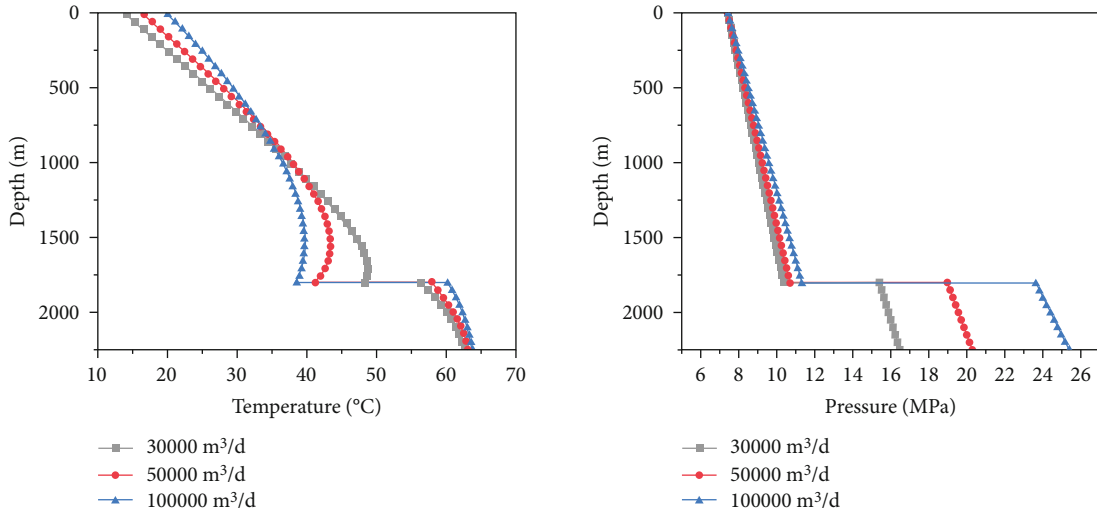 0
500
1000
1500
2000
Depth (m)
10 20 30 40 50 60 70
Temperature (°C)
30000 m³/d
50000 m³/d
100000 m³/d
0
500
1000
1500
2000
Depth (m)
6 8 10 12 14 16 18 20 22 24 26
Pressure (MPa)
30000 m³/d
50000 m³/d
100000 m³/d